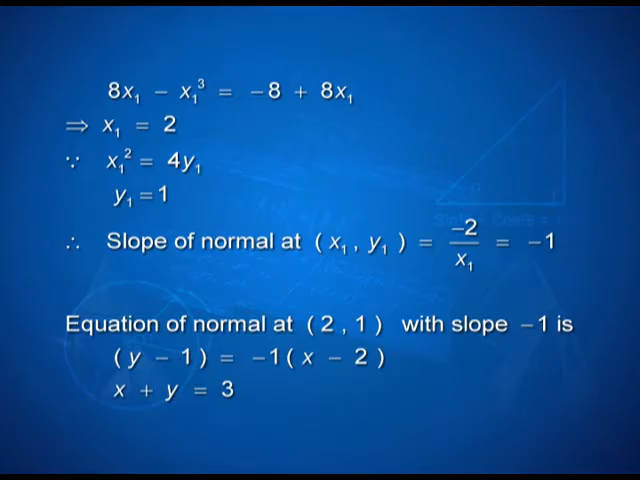 8x₁ − x₁³ = −8 + 8x₁
⇒ x₁ = 2
∵ x₁² = 4y₁
y₁ = 1
∴ Slope of normal at ( x₁ , y₁ ) = −2/x₁ = −1
Equation of normal at ( 2 , 1 ) with slope −1 is
( y − 1 ) = −1 ( x − 2 )
x + y = 3